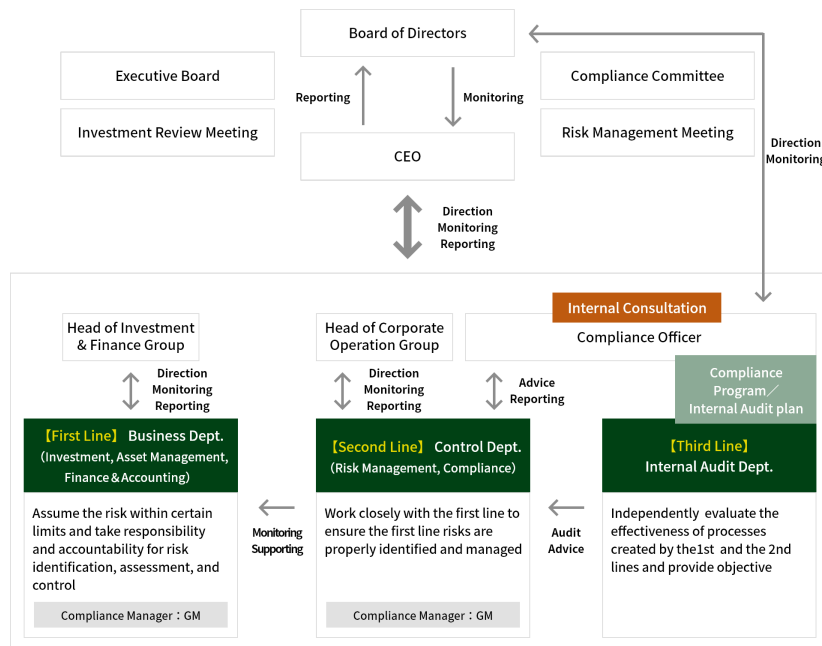 Board of Directors
Executive Board
Compliance Committee
Reporting
Monitoring
Investment Review Meeting
Risk Management Meeting
CEO
Direction
Monitoring
Direction
Monitoring
Reporting
Internal Consultation
Head of Investment
& Finance Group
Head of Corporate
Operation Group
Compliance Officer
Direction
Monitoring
Reporting
Direction
Monitoring
Reporting
Advice
Reporting
Compliance
Program／
Internal Audit plan
【First Line】 Business Dept.
（Investment, Asset Management,
Finance＆Accounting）
【Second Line】 Control Dept.
（Risk Management, Compliance）
【Third Line】
Internal Audit Dept.
Assume the risk within certain
limits and take responsibility
and accountability for risk
identification, assessment, and
control
Compliance Manager：GM
Monitoring
Supporting
Work closely with the first line to
ensure the first line risks are
properly identified and managed
Compliance Manager：GM
Audit
Advice
Independently evaluate the
effectiveness of processes
created by the1st and the 2nd
lines and provide objective